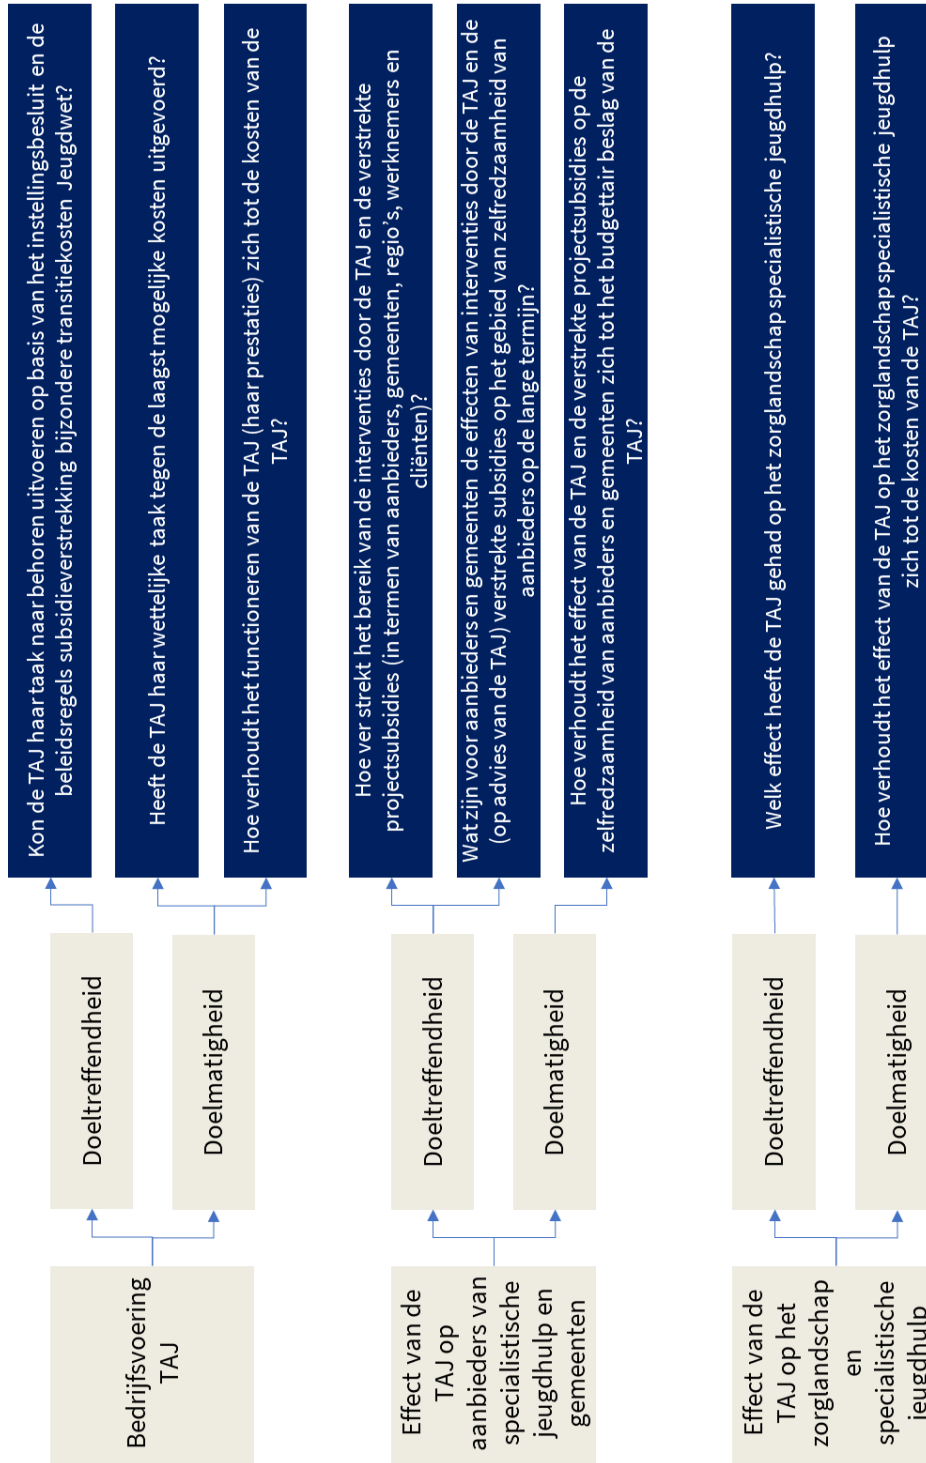 Bedrijfsvoering
TAJ
Doeltreffendheid
Kon de TAJ haar taak naar behoren uitvoeren op basis van het instellingsbesluit en de
beleidsregels subsidieverstrekking bijzondere transitiekosten Jeugdwet?
Doelmatigheid
Heeft de TAJ haar wettelijke taak tegen de laagst mogelijke kosten uitgevoerd?
Hoe verhoudt het functioneren van de TAJ (haar prestaties) zich tot de kosten van de
TAJ?
Effect van de
TAJ op
aanbieders van
specialistische
jeugdhulp en
gemeenten
Doeltreffendheid
Hoe ver strekt het bereik van de interventies door de TAJ en de verstrekte
projectsubsidies (in termen van aanbieders, gemeenten, regio’s, werknemers en
cliënten)?
Wat zijn voor aanbieders en gemeenten de effecten van interventies door de TAJ en de
(op advies van de TAJ) verstrekte subsidies op het gebied van zelfredzaamheid van
aanbieders op de lange termijn?
Doelmatigheid
Hoe verhoudt het effect van de TAJ en de verstrekte projectsubsidies op de
zelfredzaamheid van aanbieders en gemeenten zich tot het budgettair beslag van de
TAJ?
Effect van de
TAJ op het
zorglandschap
en
specialistische
jeugdhulp
Doeltreffendheid
Welk effect heeft de TAJ gehad op het zorglandschap specialistische jeugdhulp?
Doelmatigheid
Hoe verhoudt het effect van de TAJ op het zorglandschap specialistische jeugdhulp
zich tot de kosten van de TAJ?